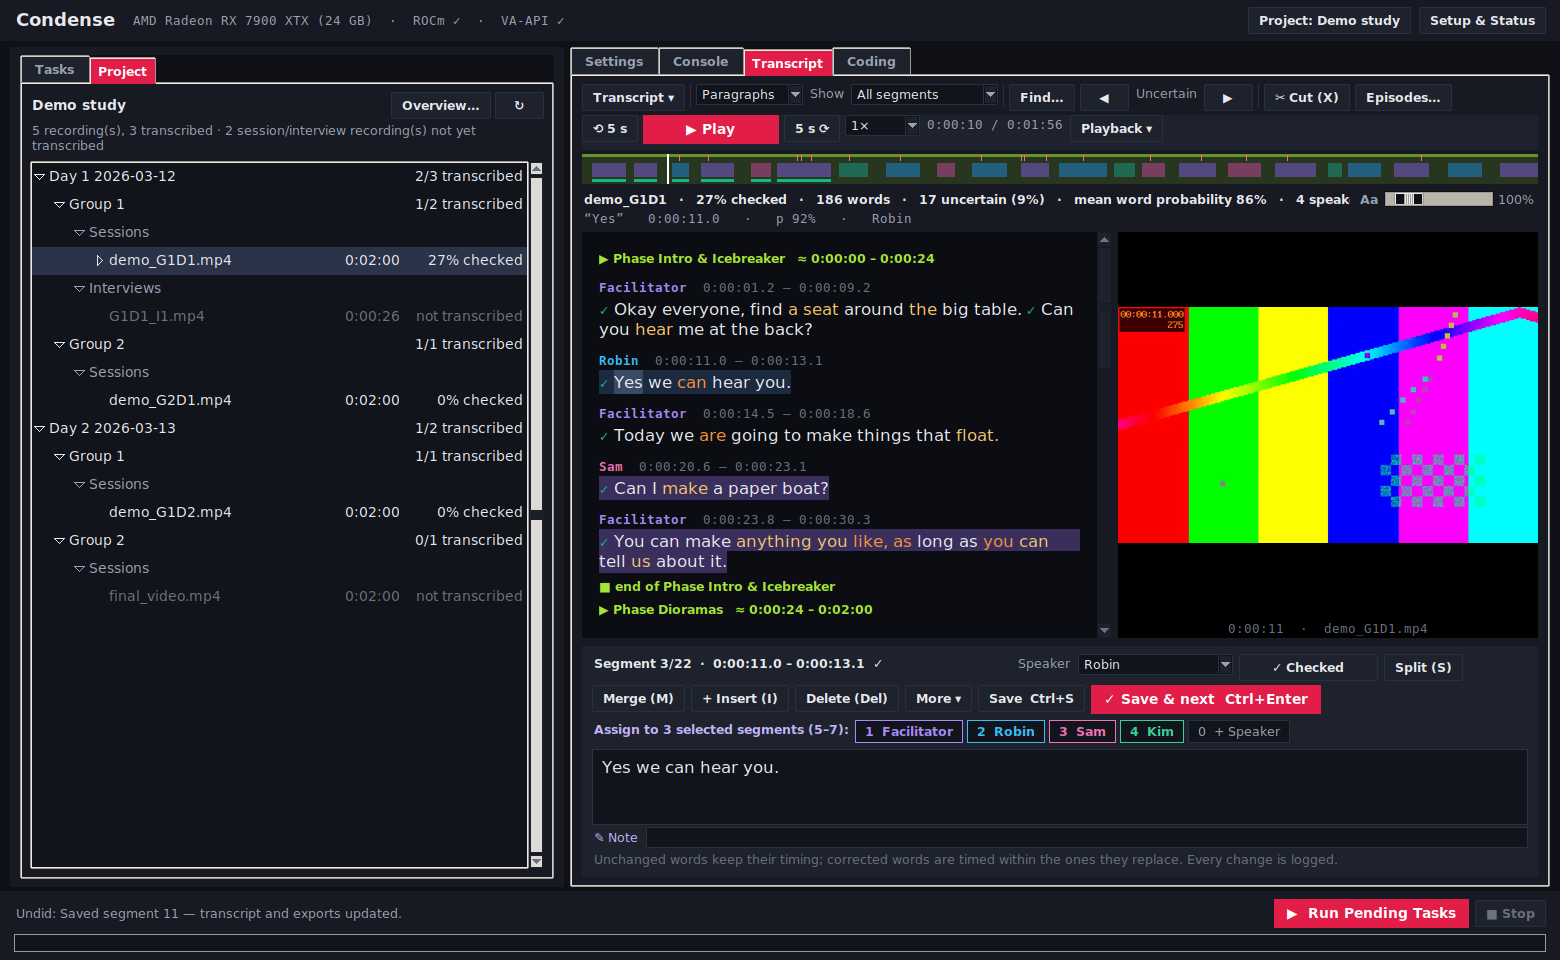 Condense AMD Radeon RX 7900 XTX (24 GB) · ROCm ✓ · VA-API ✓ Project: Demo study Setup & Status
Tasks Project
Demo study Overview… ↻
5 recording(s), 3 transcribed · 2 session/interview recording(s) not yet
transcribed
Day 1 2026-03-12 2/3 transcribed
Group 1 1/2 transcribed
Sessions
demo_G1D1.mp4 0:02:00 27% checked
Interviews
G1D1_I1.mp4 0:00:26 not transcribed
Group 2 1/1 transcribed
Sessions
demo_G2D1.mp4 0:02:00 0% checked
Day 2 2026-03-13 1/2 transcribed
Group 1 1/1 transcribed
Sessions
demo_G1D2.mp4 0:02:00 0% checked
Group 2 0/1 transcribed
Sessions
final_video.mp4 0:02:00 not transcribed
Settings Console Transcript Coding
Transcript ▾ Paragraphs Show All segments Find… ◀ Uncertain ▶ ✂ Cut (X) Episodes…
⟲ 5 s ▶ Play 5 s ⟳ 1× 0:00:10 / 0:01:56 Playback ▾
demo_G1D1 · 27% checked · 186 words · 17 uncertain (9%) · mean word probability 86% · 4 speak Aa 100%
“Yes” 0:00:11.0 · p 92% · Robin
▶ Phase Intro & Icebreaker ≈ 0:00:00 – 0:00:24
Facilitator 0:00:01.2 — 0:00:09.2
✓ Okay everyone, find a seat around the big table. ✓ Can
you hear me at the back?
Robin 0:00:11.0 — 0:00:13.1
✓ Yes we can hear you.
Facilitator 0:00:14.5 — 0:00:18.6
✓ Today we are going to make things that float.
Sam 0:00:20.6 — 0:00:23.1
✓ Can I make a paper boat?
Facilitator 0:00:23.8 — 0:00:30.3
✓ You can make anything you like, as long as you can
tell us about it.
■ end of Phase Intro & Icebreaker
▶ Phase Dioramas ≈ 0:00:24 – 0:02:00
00:00:11.000
275
0:00:11 · demo_G1D1.mp4
Segment 3/22 · 0:00:11.0 – 0:00:13.1 ✓ Speaker Robin ✓ Checked Split (S)
Merge (M) + Insert (I) Delete (Del) More ▾ Save Ctrl+S ✓ Save & next Ctrl+Enter
Assign to 3 selected segments (5–7): 1 Facilitator 2 Robin 3 Sam 4 Kim 0 + Speaker
Yes we can hear you.
✎ Note
Unchanged words keep their timing; corrected words are timed within the ones they replace. Every change is logged.
Undid: Saved segment 11 — transcript and exports updated. ▶ Run Pending Tasks ■ Stop